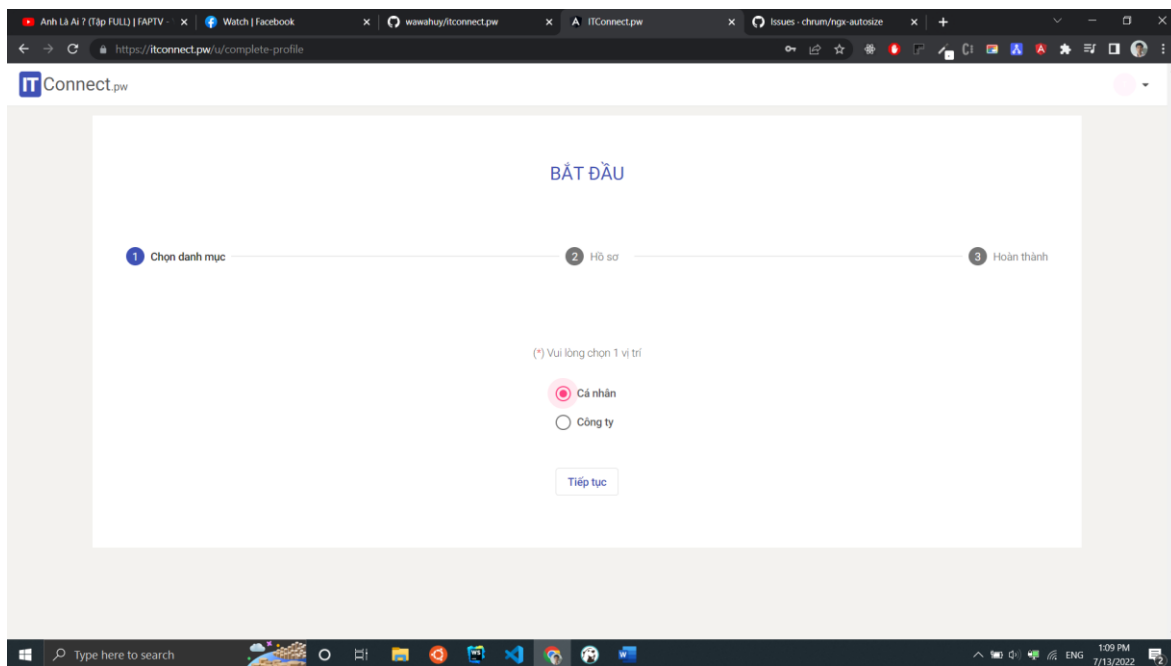 Anh Là Ai ? (Tập FULL) | FAPTV -
Watch | Facebook
wawahuy/itconnect.pw
ITConnect.pw
Issues - chrum/ngx-autosize
https://itconnect.pw/u/complete-profile
IT Connect.pw
BẮT ĐẦU
1 Chọn danh mục
2 Hồ sơ
3 Hoàn thành
(*) Vui lòng chọn 1 vị trí
Cá nhân
Công ty
Tiếp tục
Type here to search
ENG
1:09 PM
7/13/2022